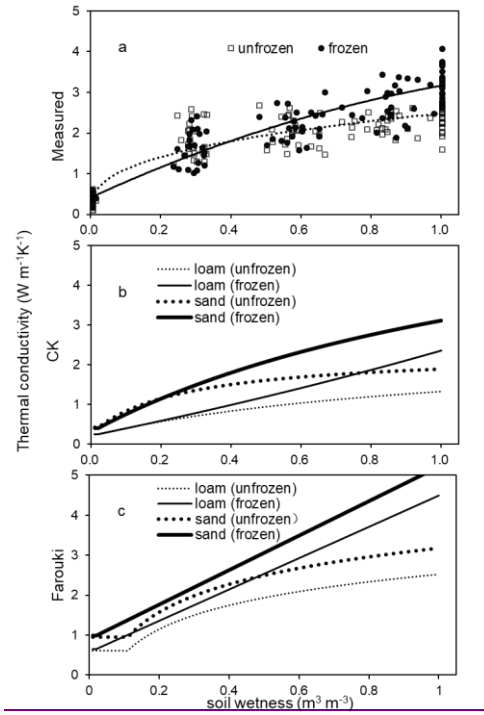 Thermal conductivity (W m⁻¹K⁻¹)
Measured
a
unfrozen
frozen
5
4
3
2
1
0
0.0 0.2 0.4 0.6 0.8 1.0
CK
b
loam (unfrozen)
loam (frozen)
sand (unfrozen)
sand (frozen)
5
4
3
2
1
0
0.0 0.2 0.4 0.6 0.8 1.0
Farouki
c
loam (unfrozen)
loam (frozen)
sand (unfrozen）
sand (frozen)
5
4
3
2
1
0
0 0.2 0.4 0.6 0.8 1.0
soil wetness (m³ m⁻³)